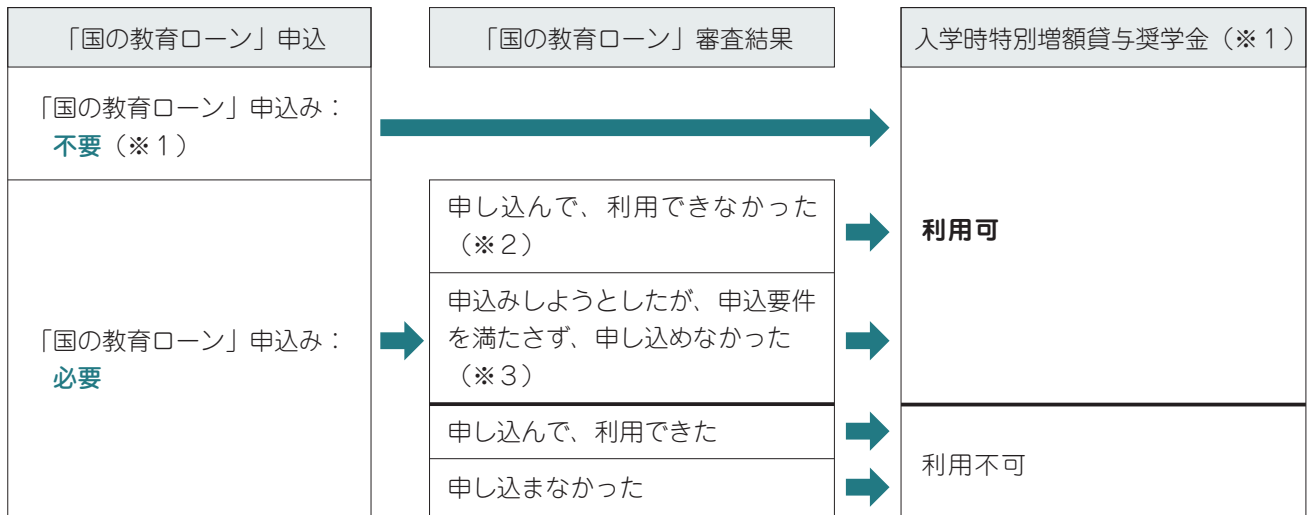 「国の教育ローン」申込
「国の教育ローン」審査結果
入学時特別増額貸与奨学金（※１）
「国の教育ローン」申込み：
不要（※１）
申し込んで、利用できなかった
（※２）
利用可
申込みしようとしたが、申込要件
を満たさず、申し込めなかった
（※３）
「国の教育ローン」申込み：
必要
申し込んで、利用できた
申し込まなかった
利用不可